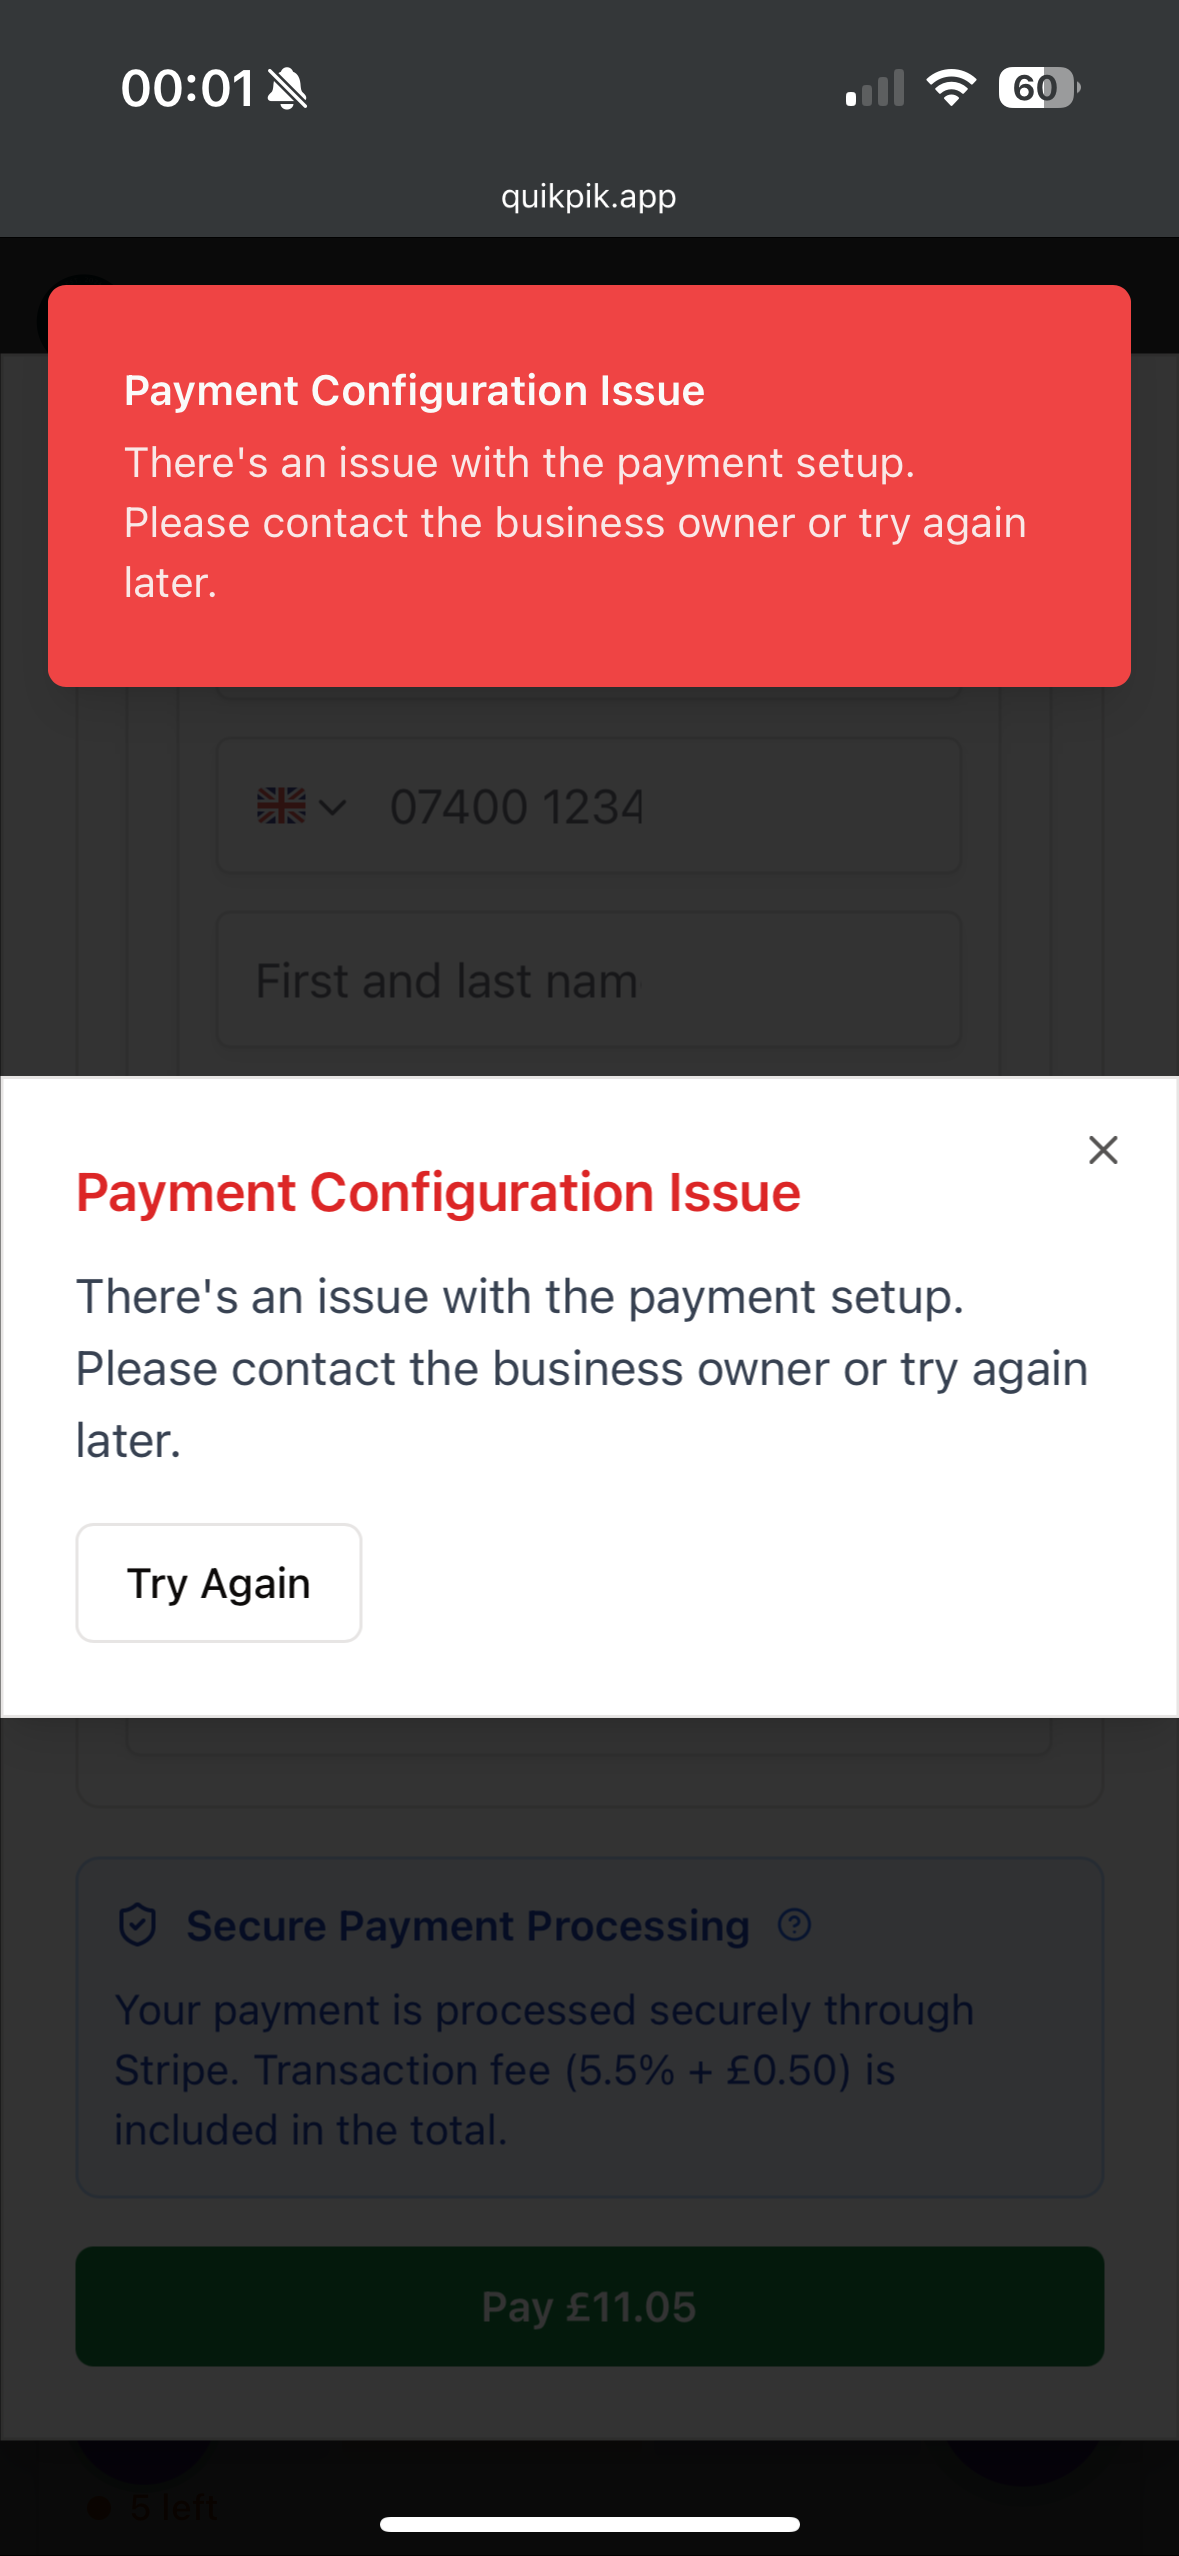 00:01
60
quikpik.app
Payment Configuration Issue
There's an issue with the payment setup.
Please contact the business owner or try again
later.
07400 1234
First and last nam
Payment Configuration Issue
There's an issue with the payment setup.
Please contact the business owner or try again
later.
Try Again
Secure Payment Processing
Your payment is processed securely through
Stripe. Transaction fee (5.5% + £0.50) is
included in the total.
Pay £11.05
5 left